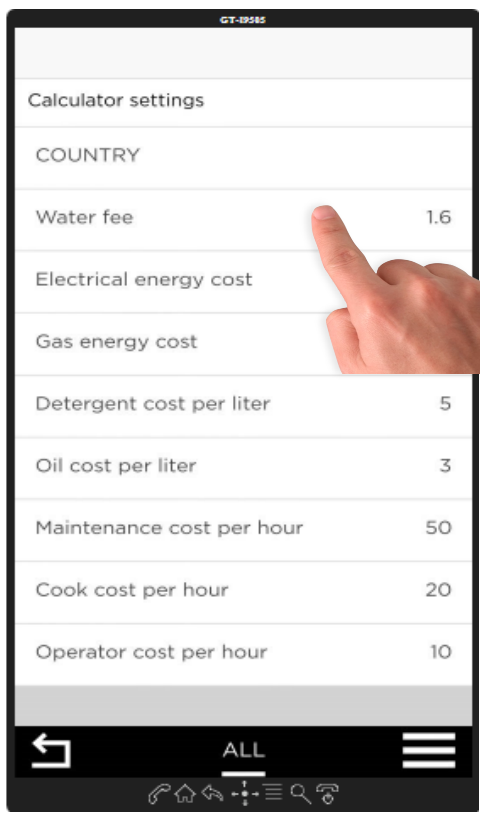 GT-I9505
Calculator settings
COUNTRY
Water fee 1.6
Electrical energy cost
Gas energy cost
Detergent cost per liter 5
Oil cost per liter 3
Maintenance cost per hour 50
Cook cost per hour 20
Operator cost per hour 10
ALL